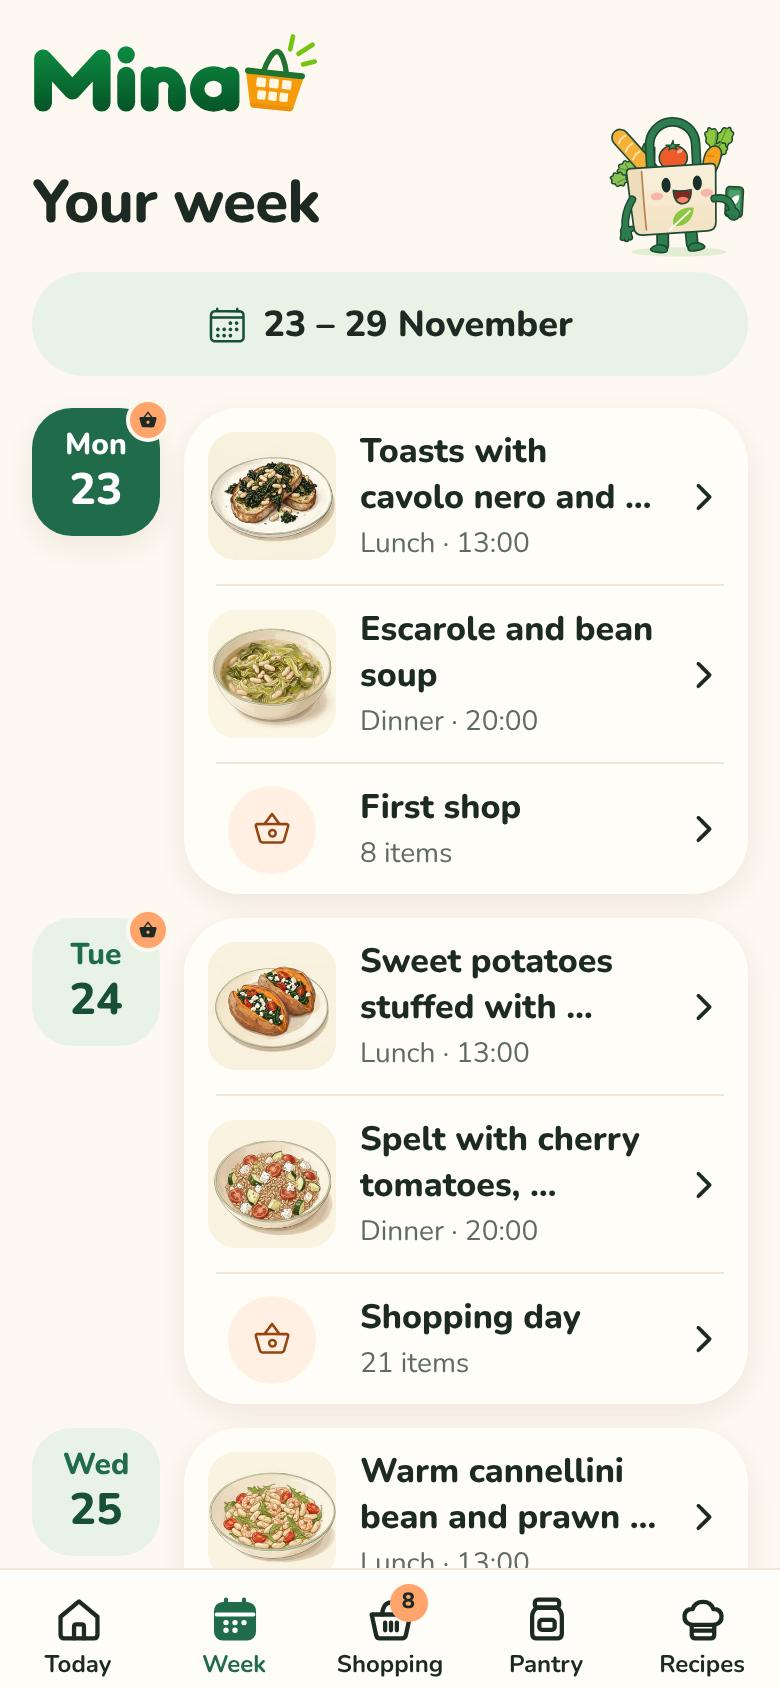 Mina
Your week
23 – 29 November
Mon
23
Toasts with
cavolo nero and ...
Lunch · 13:00
Escarole and bean
soup
Dinner · 20:00
First shop
8 items
Tue
24
Sweet potatoes
stuffed with ...
Lunch · 13:00
Spelt with cherry
tomatoes, ...
Dinner · 20:00
Shopping day
21 items
Wed
25
Warm cannellini
bean and prawn ...
Lunch · 13:00
8
Today
Week
Shopping
Pantry
Recipes